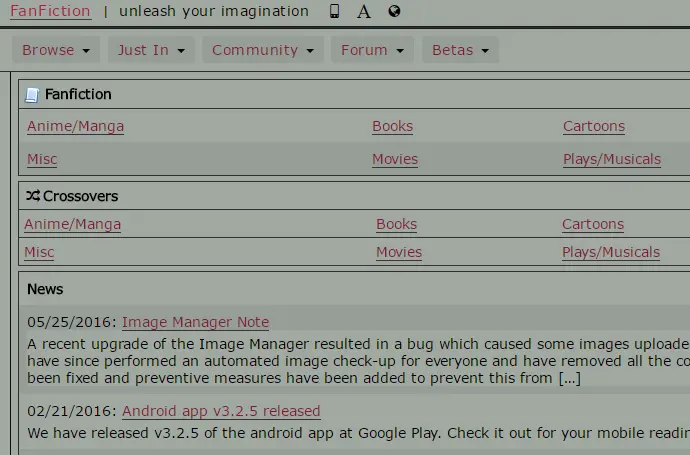 FanFiction | unleash your imagination A
Browse Just In Community Forum Betas
Fanfiction
Anime/Manga Books Cartoons
Misc Movies Plays/Musicals
Crossovers
Anime/Manga Books Cartoons
Misc Movies Plays/Musicals
News
05/25/2016: Image Manager Note
A recent upgrade of the Image Manager resulted in a bug which caused some images uploade
have since performed an automated image check-up for everyone and have removed all the co
been fixed and preventive measures have been added to prevent this from [...]
02/21/2016: Android app v3.2.5 released
We have released v3.2.5 of the android app at Google Play. Check it out for your mobile readin